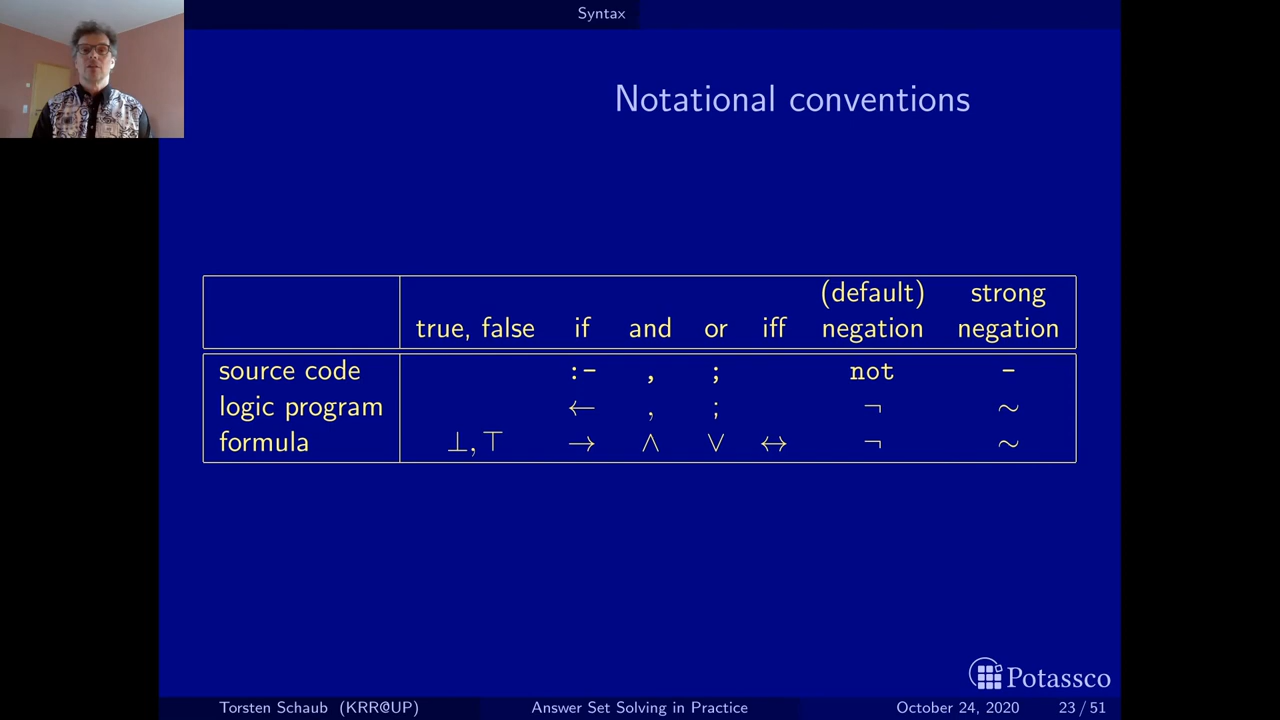 Syntax
Notational conventions
(default) strong
true, false if and or iff negation negation
source code :- , ; not -
logic program ← , ; ¬ ∼
formula ⊥, ⊤ → ∧ ∨ ↔ ¬ ∼
Potassco
Torsten Schaub (KRR@UP) Answer Set Solving in Practice October 24, 2020 23 / 51